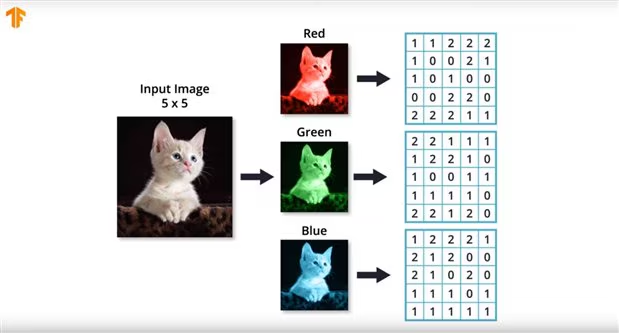 Input Image
5 x 5
Red
1 1 2 2 2
1 0 0 2 1
1 0 1 0 0
0 0 2 2 0
2 2 2 1 1
Green
2 2 1 1 1
1 2 2 1 0
1 0 0 1 1
1 1 1 1 0
2 2 1 2 0
Blue
1 2 2 2 1
2 1 2 0 0
2 1 0 2 0
1 1 1 0 1
1 1 1 1 1